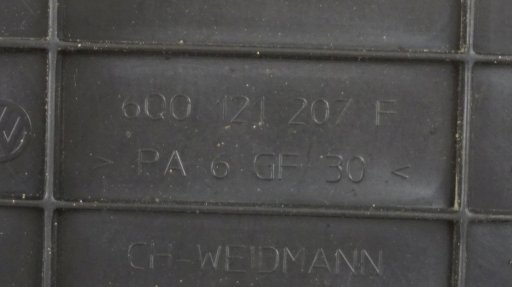 6Q0 121 207 F
> PA 6 GF 30 <
CH-WEIDMANN